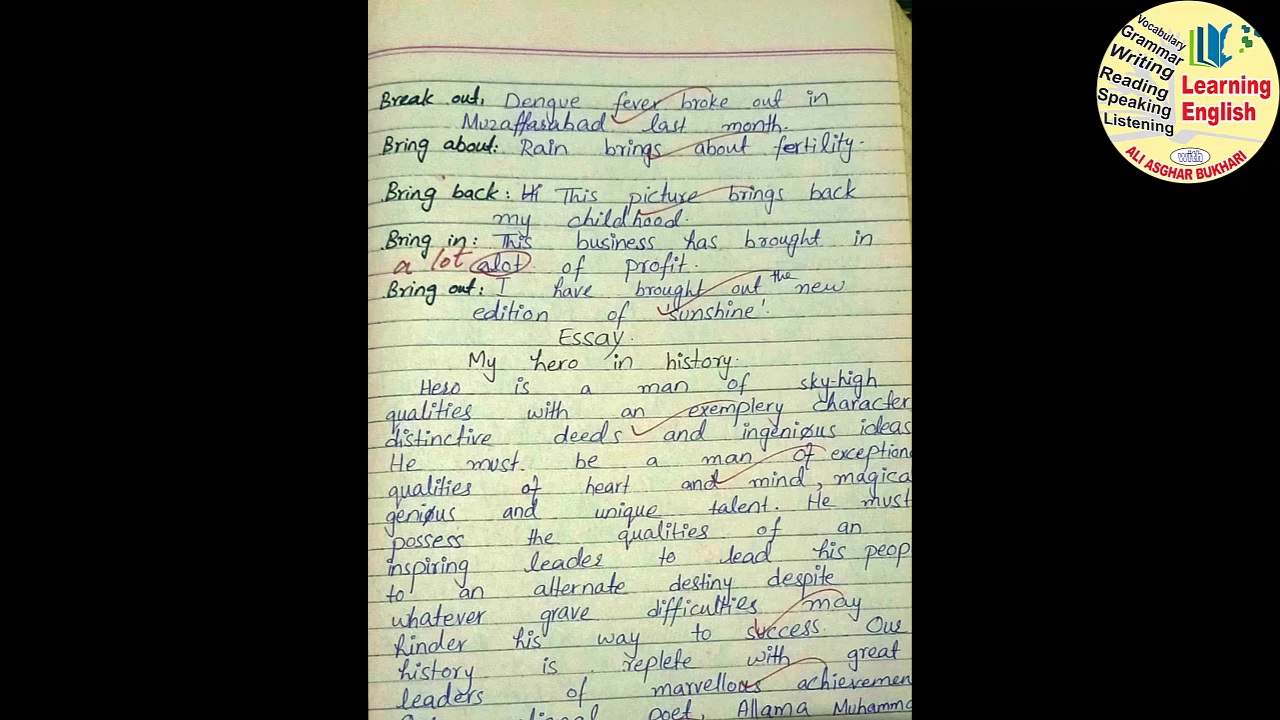 Break out: Dengue fever broke out in
Muzaffarabad last month.
Bring about: Rain brings about fertility.
Bring back: This picture brings back
my childhood.
Bring in: This business has brought in
a lot alot of profit.
Bring out: I have brought out the new
edition of 'sunshine'.
Essay.
My hero in history.
Hero is a man of sky-high
qualities with an exemplery character
distinctive deeds and ingenious ideas
He must be a man of exception
qualities of heart and mind, magica
genious and unique talent. He must
possess the qualities of an
inspiring leader to lead his peop
to an alternate destiny despite
whatever grave difficulties may
hinder his way to success. Our
history is replete with great
leaders of marvellous achievemen
poet, Allama Muhamma
Vocabulary
Grammar
Writing
Reading
Speaking
Listening
Learning
English
with
ALI ASGHAR BUKHARI